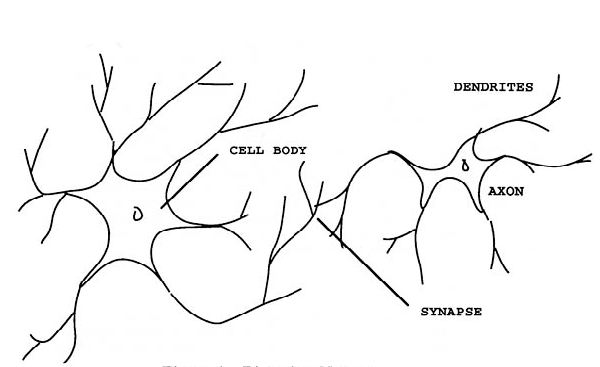 DENDRITES
CELL BODY
AXON
SYNAPSE